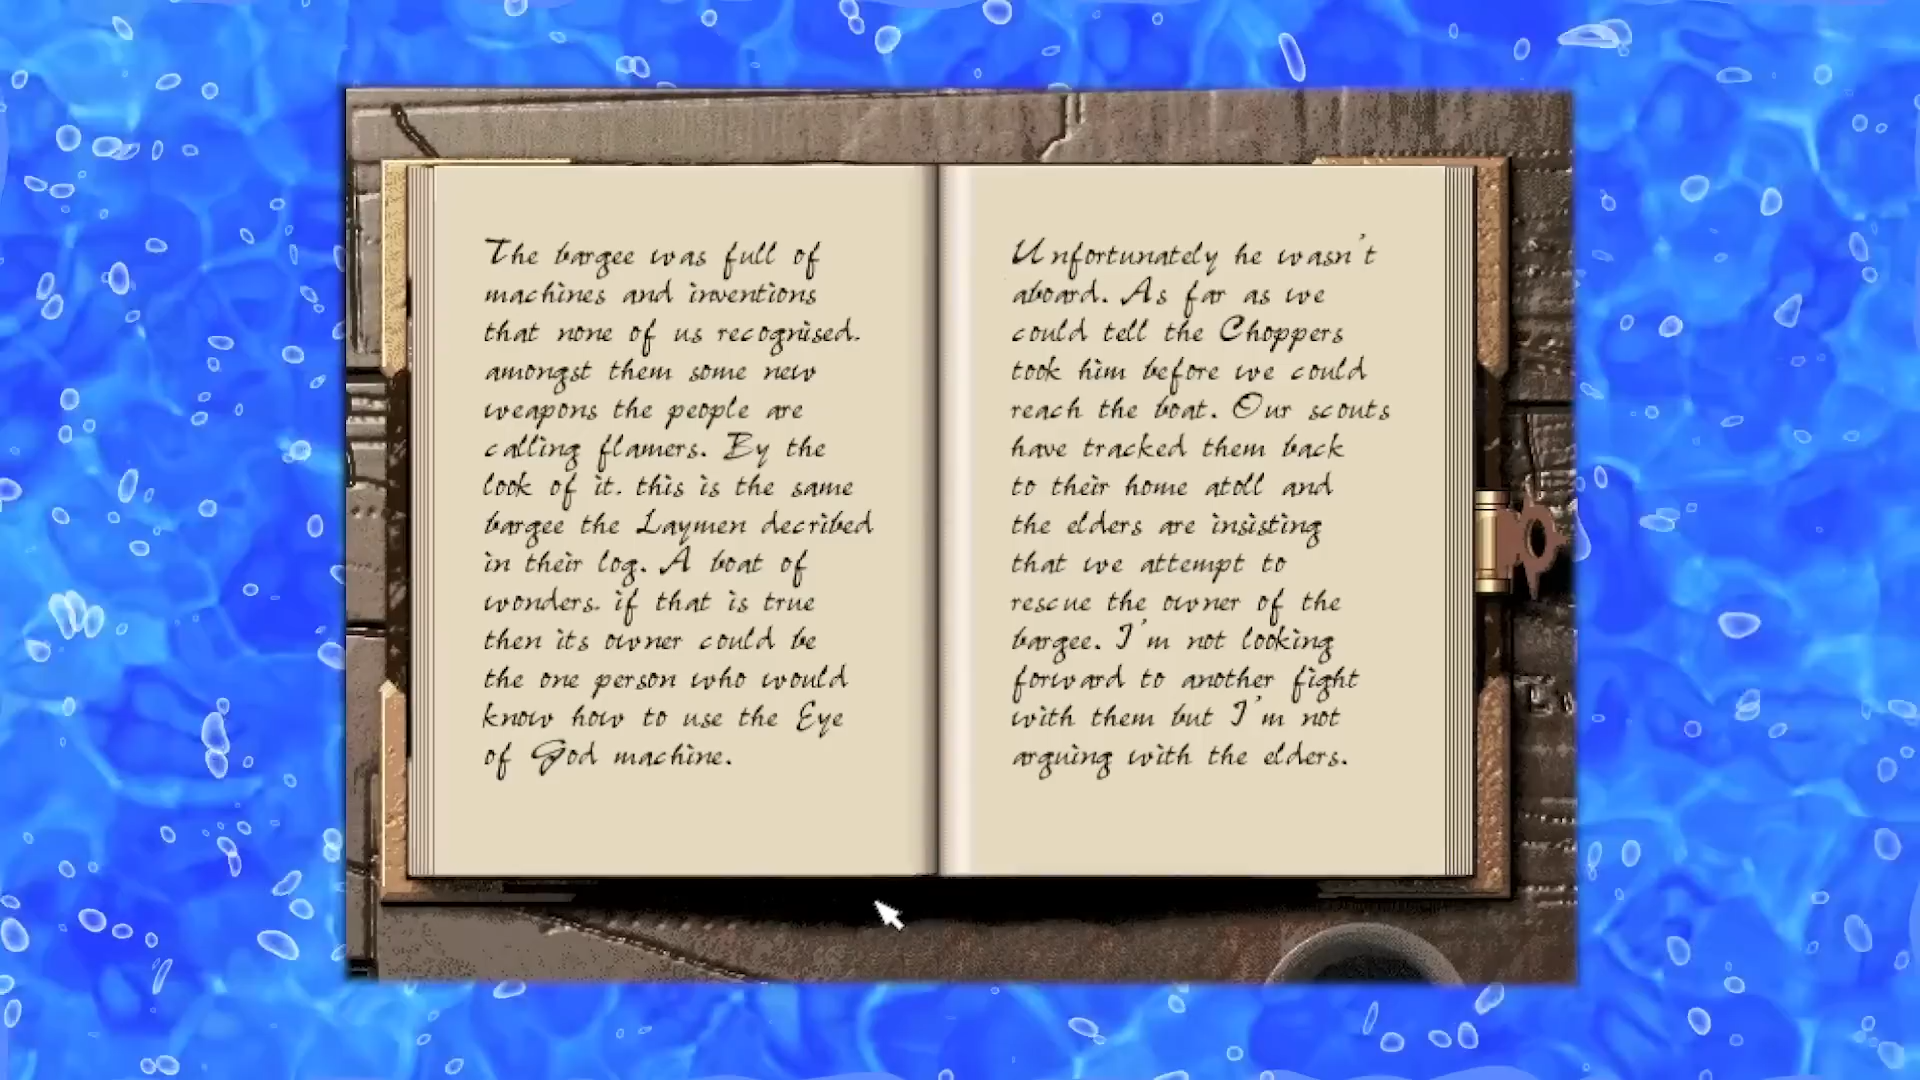 The bargee was full of
machines and inventions
that none of us recognised.
amongst them some new
weapons the people are
calling flamers. By the
look of it. this is the same
bargee the Laymen decribed
in their log. A boat of
wonders. if that is true
then its owner could be
the one person who would
know how to use the Eye
of God machine.
Unfortunately he wasn't
aboard. As far as we
could tell the Choppers
took him before we could
reach the boat. Our scouts
have tracked them back
to their home atoll and
the elders are insisting
that we attempt to
rescue the owner of the
bargee. I'm not looking
forward to another fight
with them but I'm not
arguing with the elders.